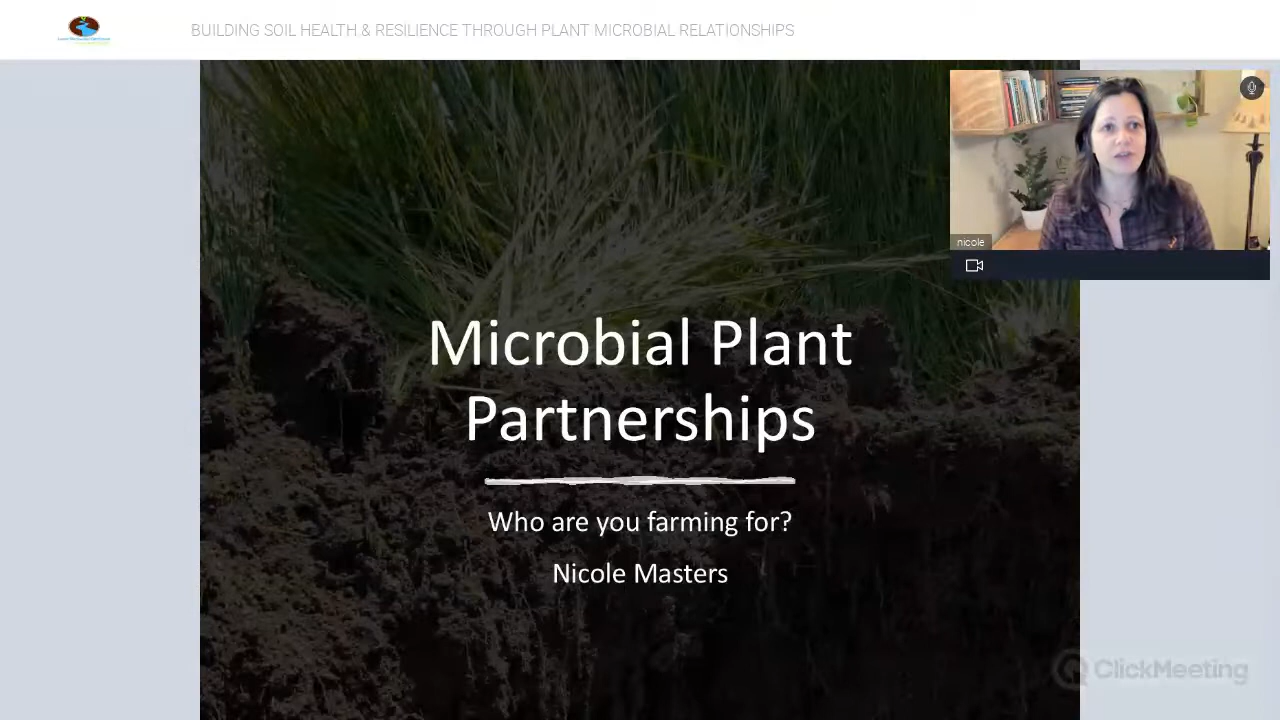 BUILDING SOIL HEALTH & RESILIENCE THROUGH PLANT MICROBIAL RELATIONSHIPS
nicole
Microbial Plant
Partnerships
Who are you farming for?
Nicole Masters
ClickMeeting